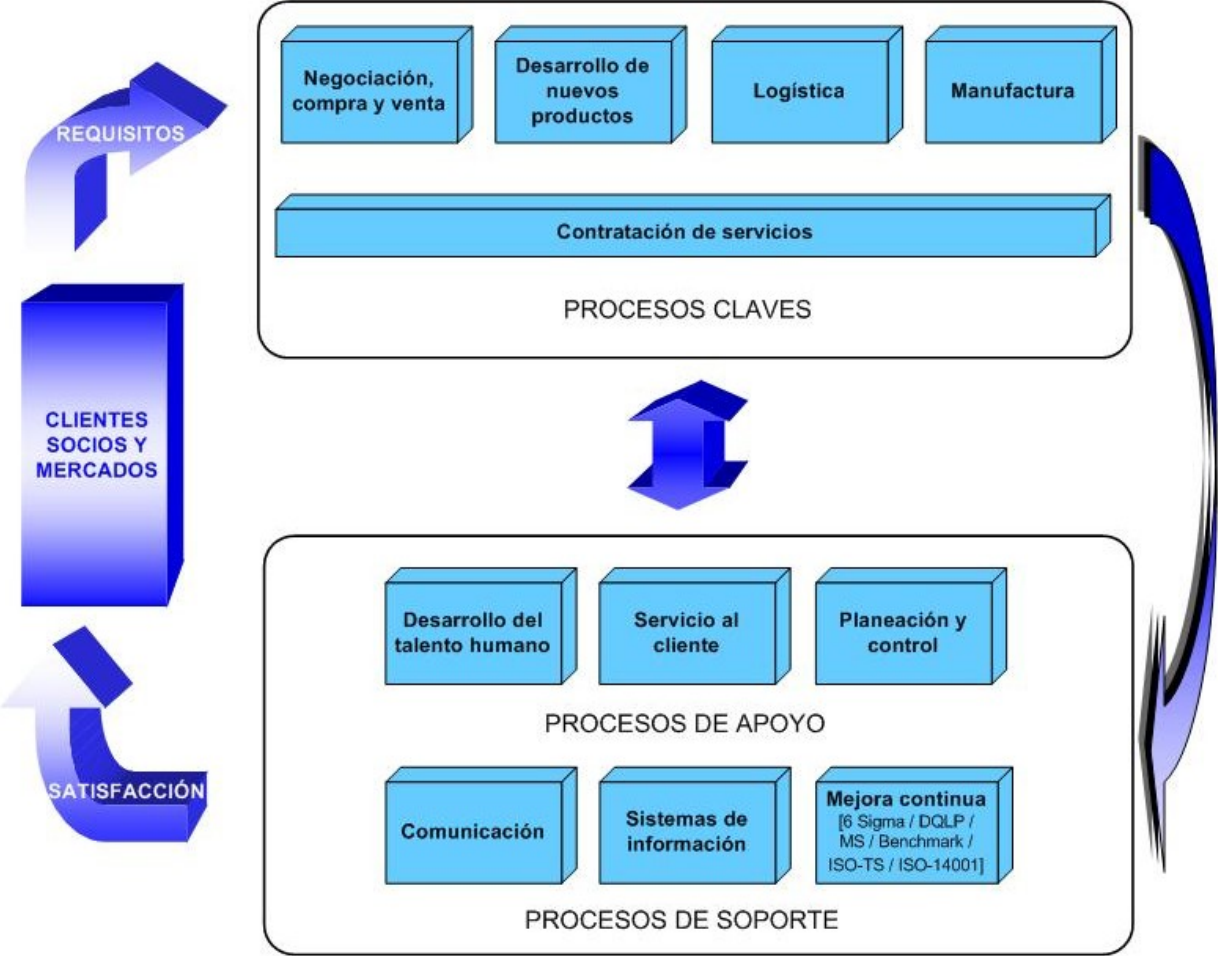 Negociación,
compra y venta
Desarrollo de
nuevos
productos
Logística
Manufactura
REQUISITOS
Contratación de servicios
PROCESOS CLAVES
CLIENTES
SOCIOS Y
MERCADOS
Desarrollo del
talento humano
Servicio al
cliente
Planeación y
control
PROCESOS DE APOYO
SATISFACCIÓN
Comunicación
Sistemas de
información
Mejora continua
[6 Sigma / DQLP /
MS / Benchmark /
ISO-TS / ISO-14001]
PROCESOS DE SOPORTE